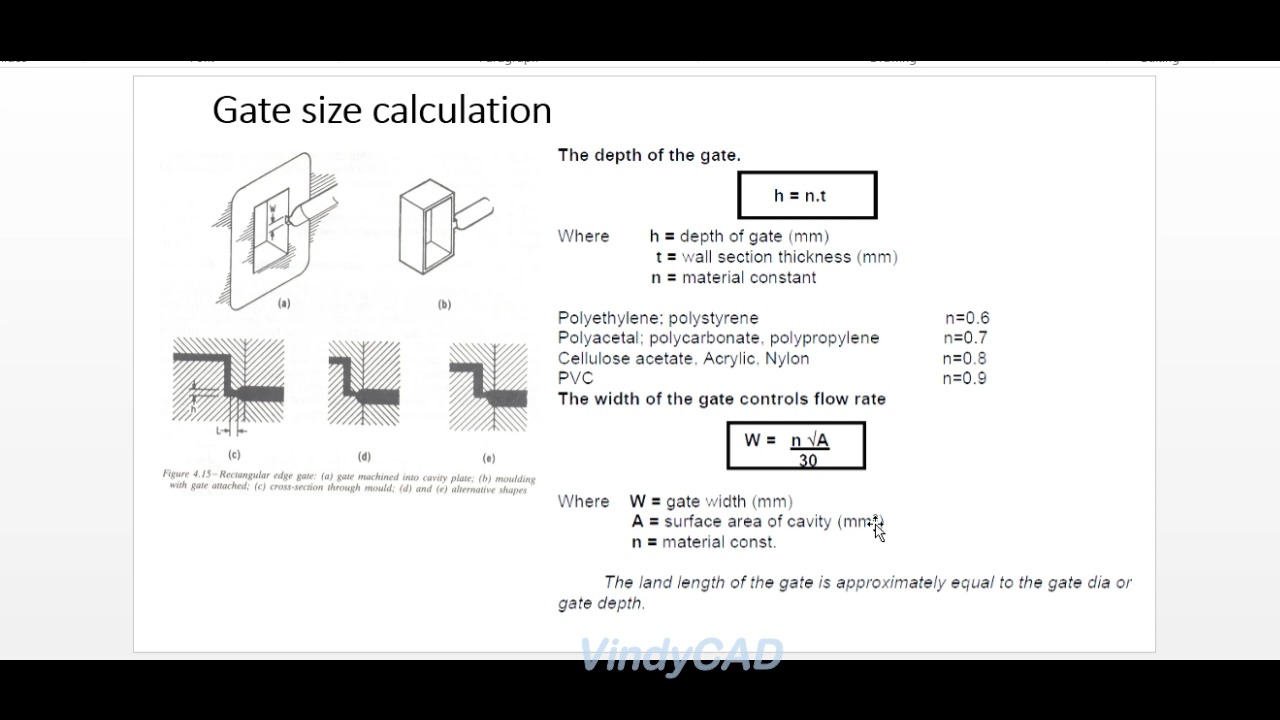 Gate size calculation
The depth of the gate.
h = n.t
Where h = depth of gate (mm)
t = wall section thickness (mm)
n = material constant
Polyethylene; polystyrene n=0.6
Polyacetal; polycarbonate, polypropylene n=0.7
Cellulose acetate, Acrylic, Nylon n=0.8
PVC n=0.9
The width of the gate controls flow rate
W = n √A
30
Where W = gate width (mm)
A = surface area of cavity (mm²)
n = material const.
The land length of the gate is approximately equal to the gate dia or
gate depth.
W
(a)
(b)
h
L
(c)
(d)
(e)
Figure 4.15—Rectangular edge gate: (a) gate machined into cavity plate; (b) moulding
with gate attached; (c) cross-section through mould; (d) and (e) alternative shapes
VindyCAD